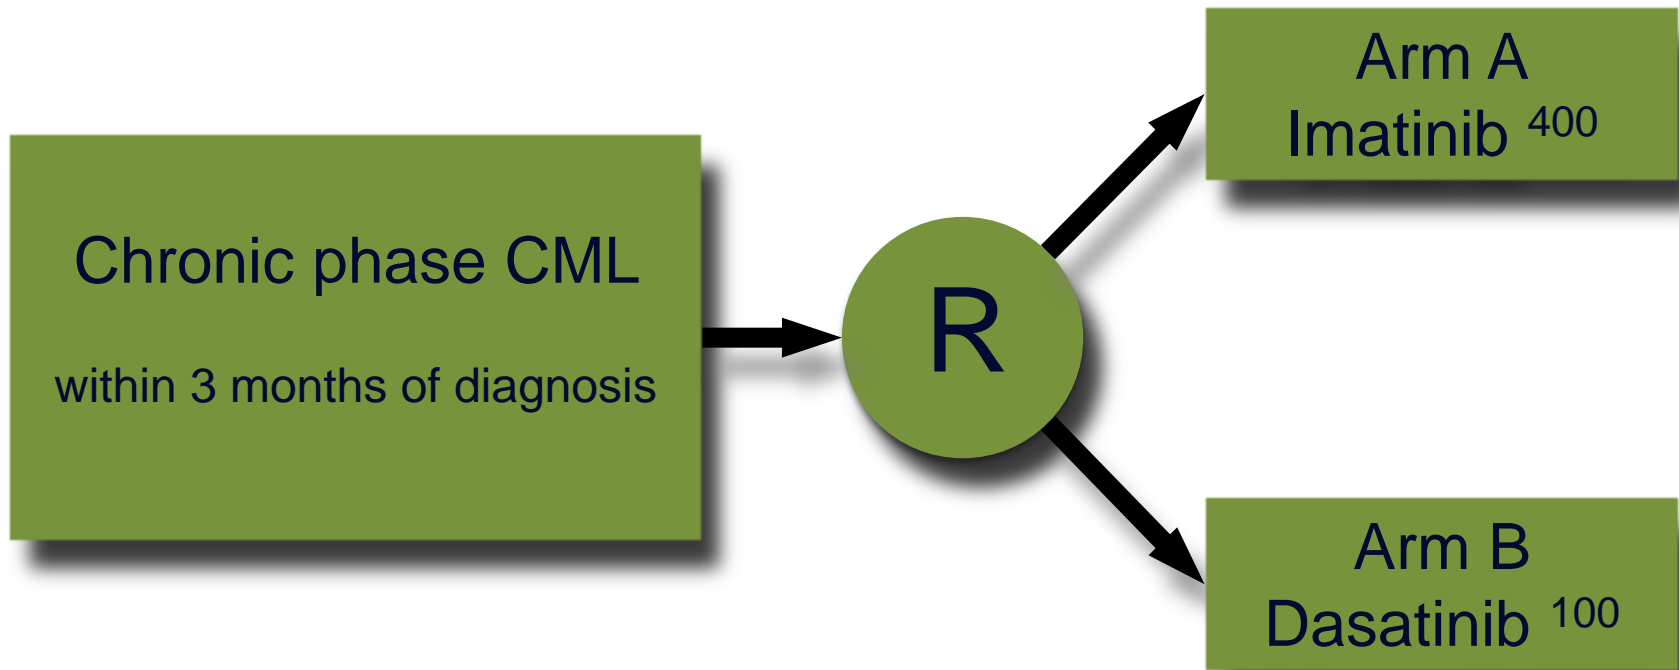 Chronic phase CML
within 3 months of diagnosis
R
Arm A
Imatinib 400
Arm B
Dasatinib 100